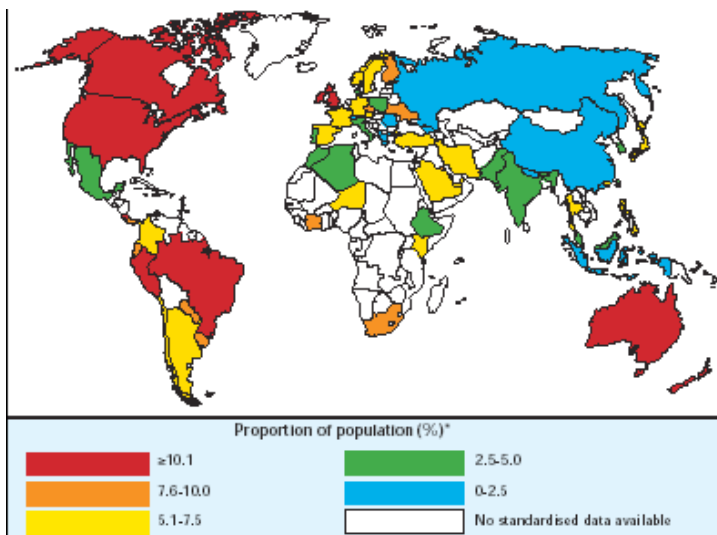 Proportion of population (%)*
≥10.1
7.6-10.0
5.1-7.5
2.5-5.0
0-2.5
No standardised data available